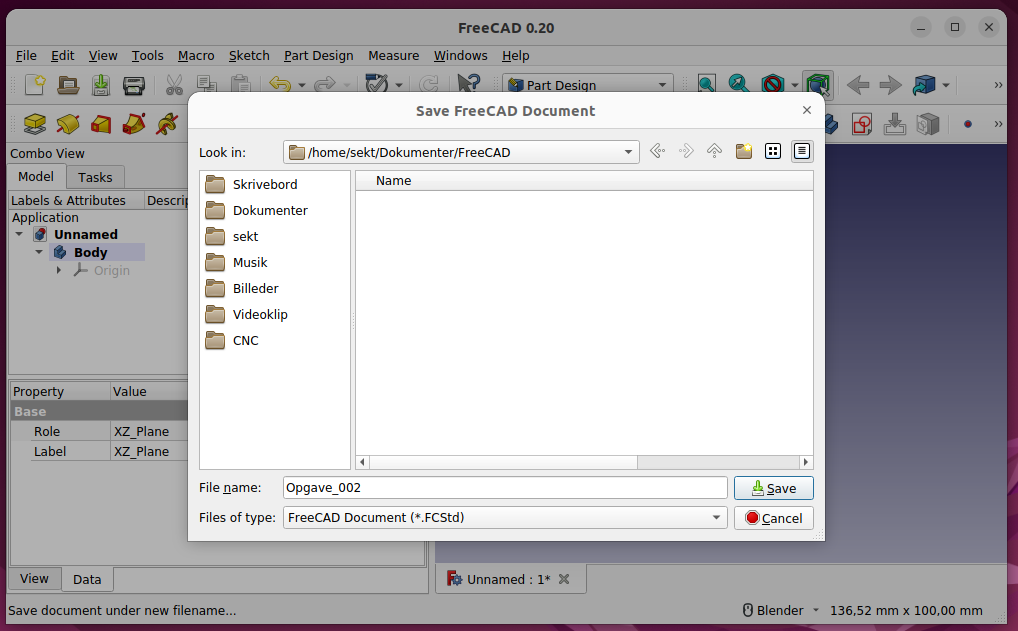 FreeCAD 0.20
File Edit View Tools Macro Sketch Part Design Measure Windows Help
Part Design
»
»
Combo View
Model Tasks
Labels & Attributes
Application
Unnamed
Body
Origin
Property Value
Base
Role XZ_Plane
Label XZ_Plane
View Data
Save FreeCAD Document
Look in: /home/sekt/Dokumenter/FreeCAD
Skrivebord
Dokumenter
sekt
Musik
Billeder
Videoklip
CNC
Name
File name: Opgave_002
Save
Files of type: FreeCAD Document (*.FCStd)
Cancel
Unnamed : 1*
Save document under new filename...
Blender
136,52 mm x 100,00 mm